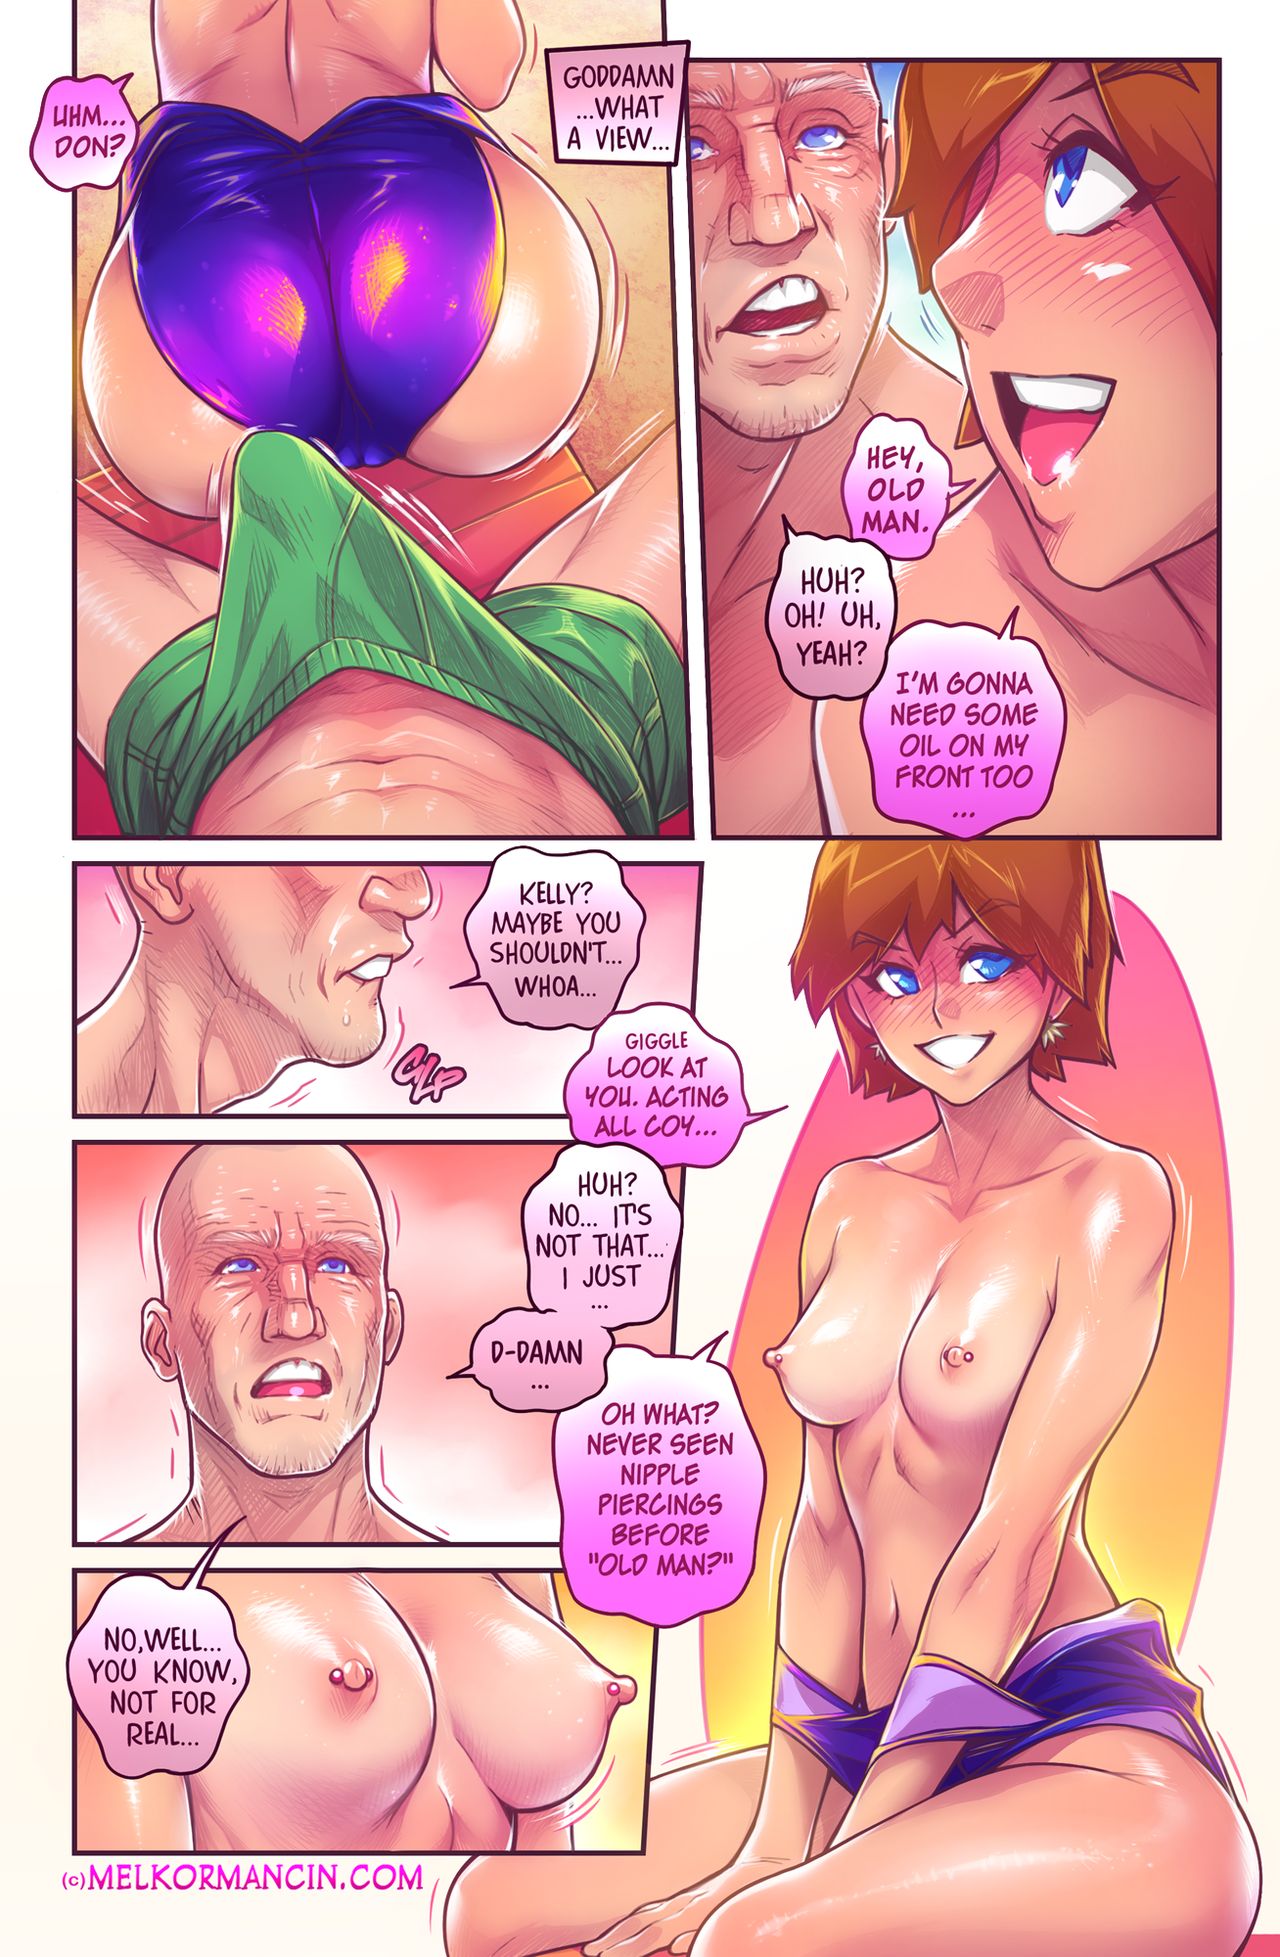 UHM...
DON?
GODDAMN
...WHAT
A VIEW...
HEY,
OLD
MAN.
HUH?
OH! UH,
YEAH?
I'M GONNA
NEED SOME
OIL ON MY
FRONT TOO
...
KELLY?
MAYBE YOU
SHOULDN'T...
WHOA...
GLP
GIGGLE
LOOK AT
YOU. ACTING
ALL COY...
HUH?
NO... IT'S
NOT THAT...
I JUST
...
D-DAMN
...
OH WHAT?
NEVER SEEN
NIPPLE
PIERCINGS
BEFORE
"OLD MAN?"
NO,WELL...
YOU KNOW,
NOT FOR
REAL...
(c)MELKORMANCIN.COM